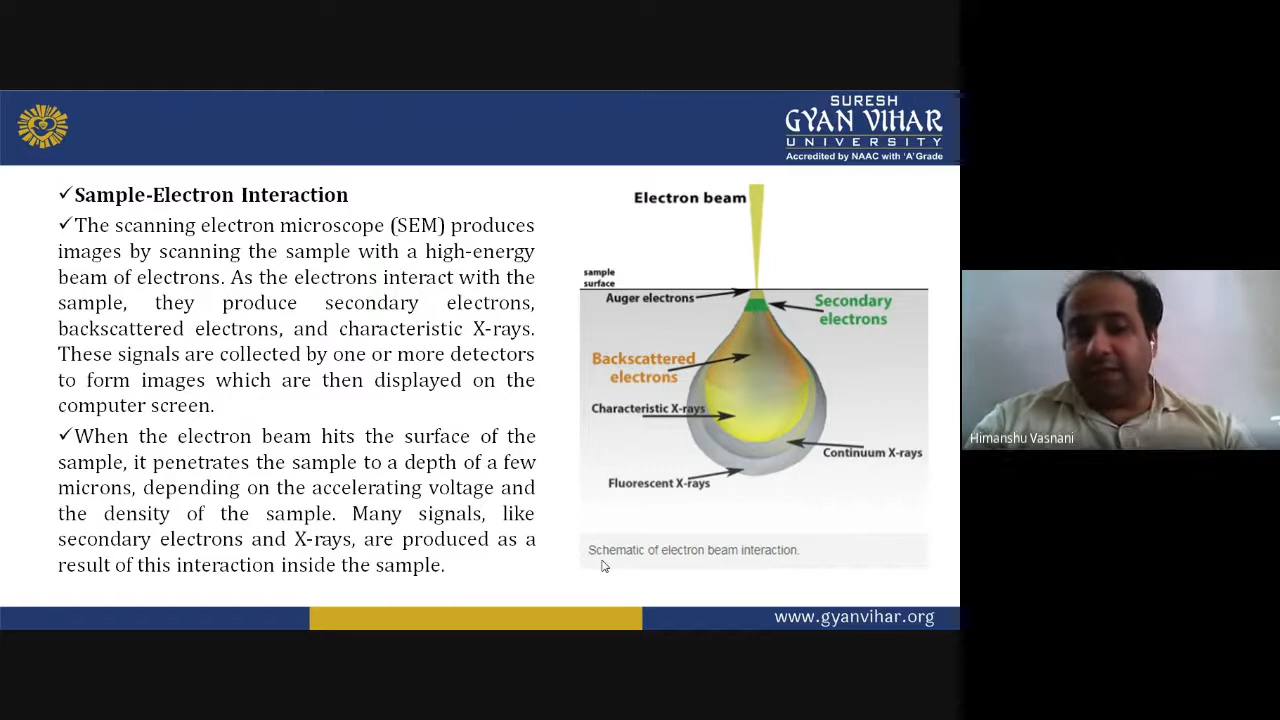 SURESH
GYAN VIHAR
UNIVERSITY
Accredited by NAAC with 'A' Grade
✓Sample-Electron Interaction
✓The scanning electron microscope (SEM) produces
images by scanning the sample with a high-energy
beam of electrons. As the electrons interact with the
sample, they produce secondary electrons,
backscattered electrons, and characteristic X-rays.
These signals are collected by one or more detectors
to form images which are then displayed on the
computer screen.
✓When the electron beam hits the surface of the
sample, it penetrates the sample to a depth of a few
microns, depending on the accelerating voltage and
the density of the sample. Many signals, like
secondary electrons and X-rays, are produced as a
result of this interaction inside the sample.
Electron beam
sample
surface
Auger electrons
Secondary
electrons
Backscattered
electrons
Characteristic X-rays
Continuum X-rays
Fluorescent X-rays
Schematic of electron beam interaction.
Himanshu Vasnani
www.gyanvihar.org